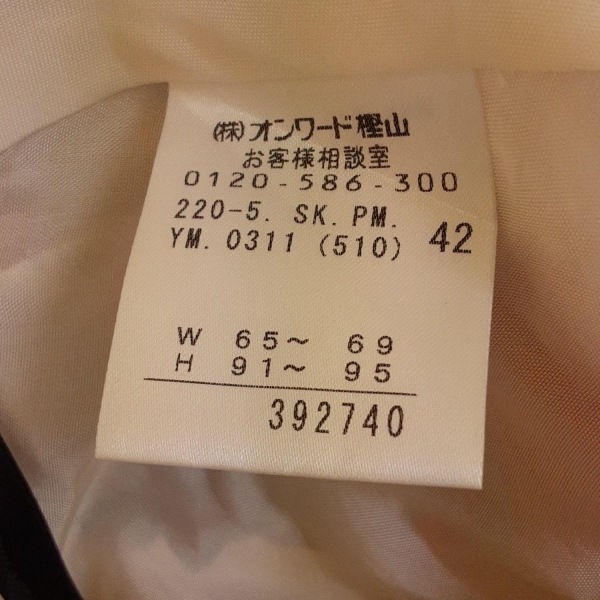 (株)オンワード樫山
お客様相談室
0120-586-300
220-5. SK. PM.
YM. 0311 (510) 42
W 65～ 69
H 91～ 95
392740